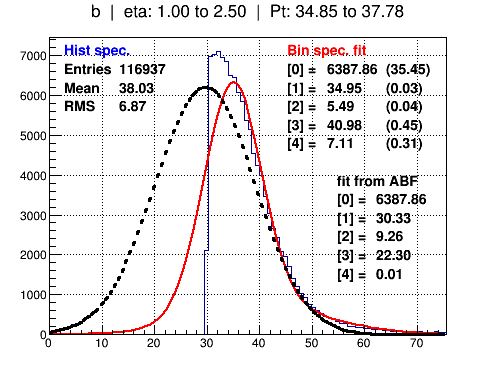 b | eta: 1.00 to 2.50 | Pt: 34.85 to 37.78
Hist spec.
Entries 116937
Mean 38.03
RMS 6.87
Bin spec. fit
[0] = 6387.86 (35.45)
[1] = 34.95 (0.03)
[2] = 5.49 (0.04)
[3] = 40.98 (0.45)
[4] = 7.11 (0.31)
fit from ABF
[0] = 6387.86
[1] = 30.33
[2] = 9.26
[3] = 22.30
[4] = 0.01
7000
6000
5000
4000
3000
2000
1000
0
0 10 20 30 40 50 60 70